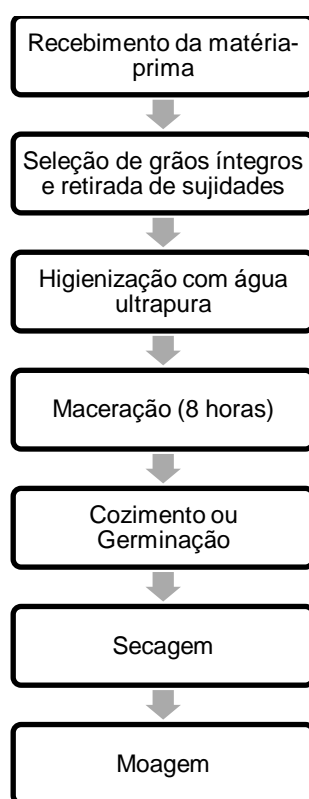 Recebimento da matéria-
prima
Seleção de grãos íntegros
e retirada de sujidades
Higienização com água
ultrapura
Maceração (8 horas)
Cozimento ou
Germinação
Secagem
Moagem